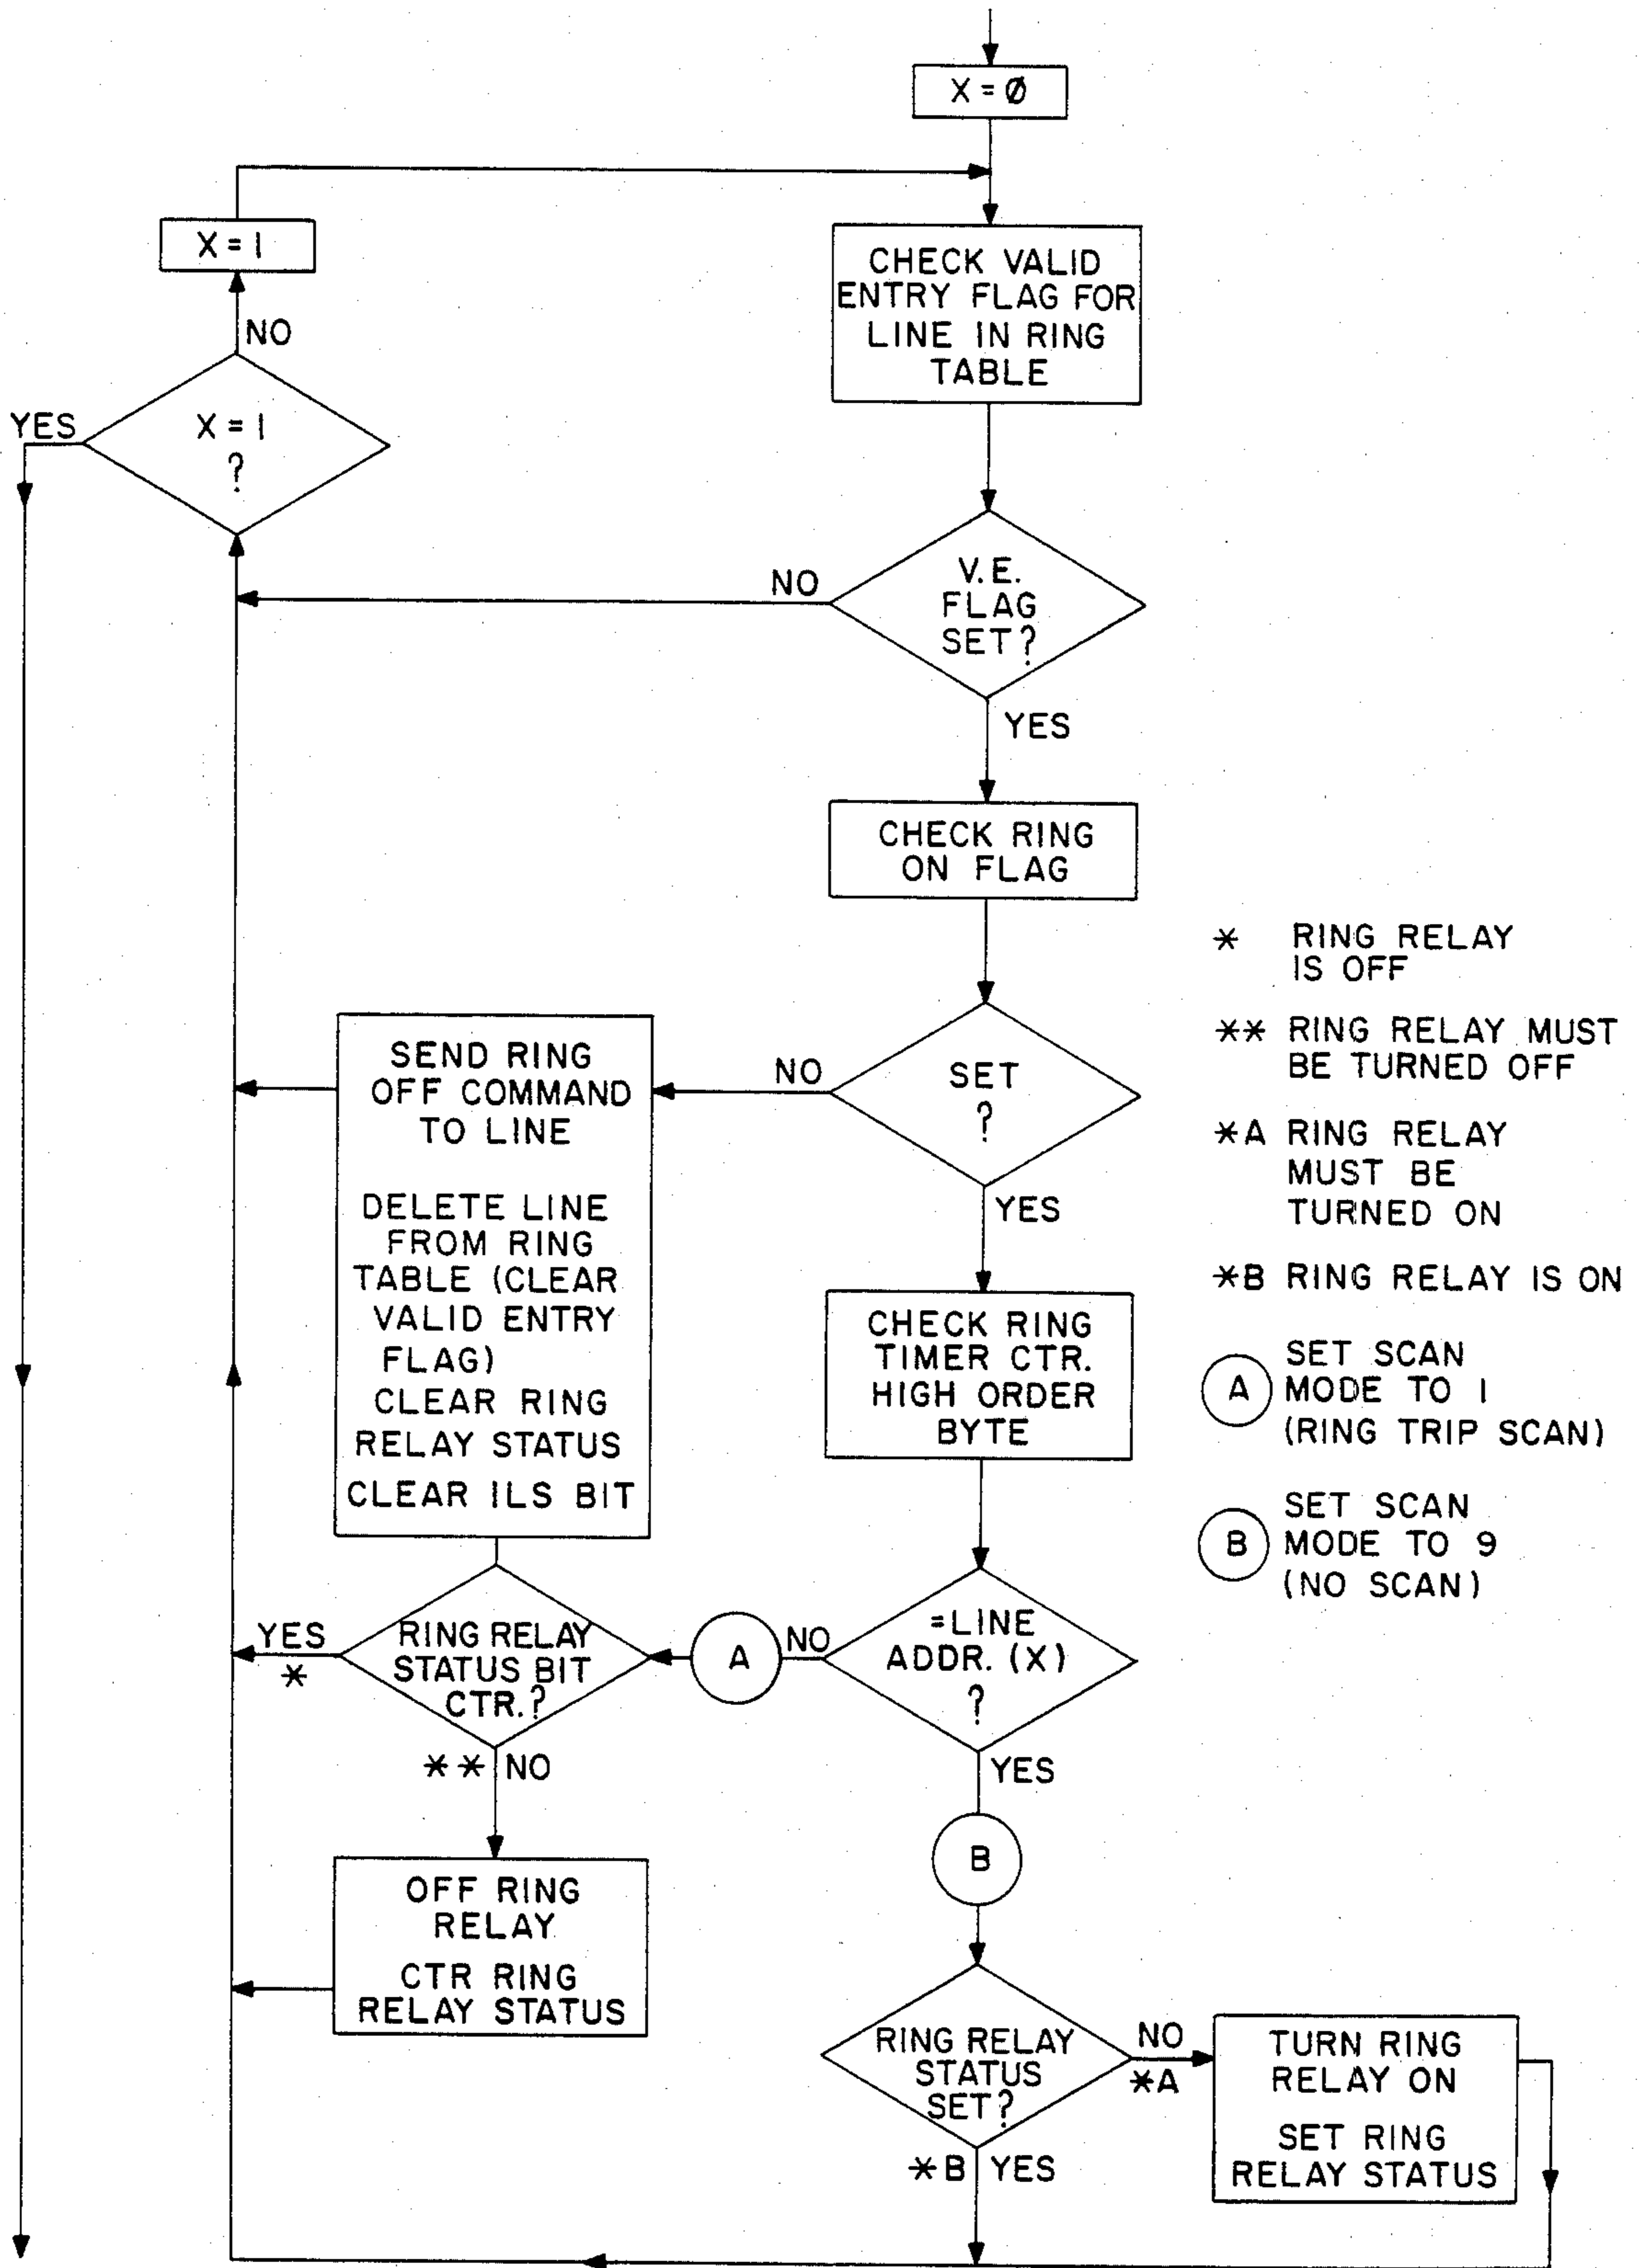 X = Ø
X = 1
CHECK VALID
ENTRY FLAG FOR
LINE IN RING
TABLE
NO
YES
X = 1
?
NO
V.E.
FLAG
SET?
YES
CHECK RING
ON FLAG
* RING RELAY
IS OFF
** RING RELAY MUST
BE TURNED OFF
*A RING RELAY
MUST BE
TURNED ON
*B RING RELAY IS ON
A SET SCAN
MODE TO 1
(RING TRIP SCAN)
B SET SCAN
MODE TO 9
(NO SCAN)
SEND RING
OFF COMMAND
TO LINE
DELETE LINE
FROM RING
TABLE (CLEAR
VALID ENTRY
FLAG)
CLEAR RING
RELAY STATUS
CLEAR ILS BIT
NO
SET
?
YES
CHECK RING
TIMER CTR.
HIGH ORDER
BYTE
YES
*
RING RELAY
STATUS BIT
CTR.?
A
NO
=LINE
ADDR. (X)
?
** NO
YES
B
OFF RING
RELAY
CTR RING
RELAY STATUS
RING RELAY
STATUS
SET?
NO
*A
TURN RING
RELAY ON
SET RING
RELAY STATUS
*B YES